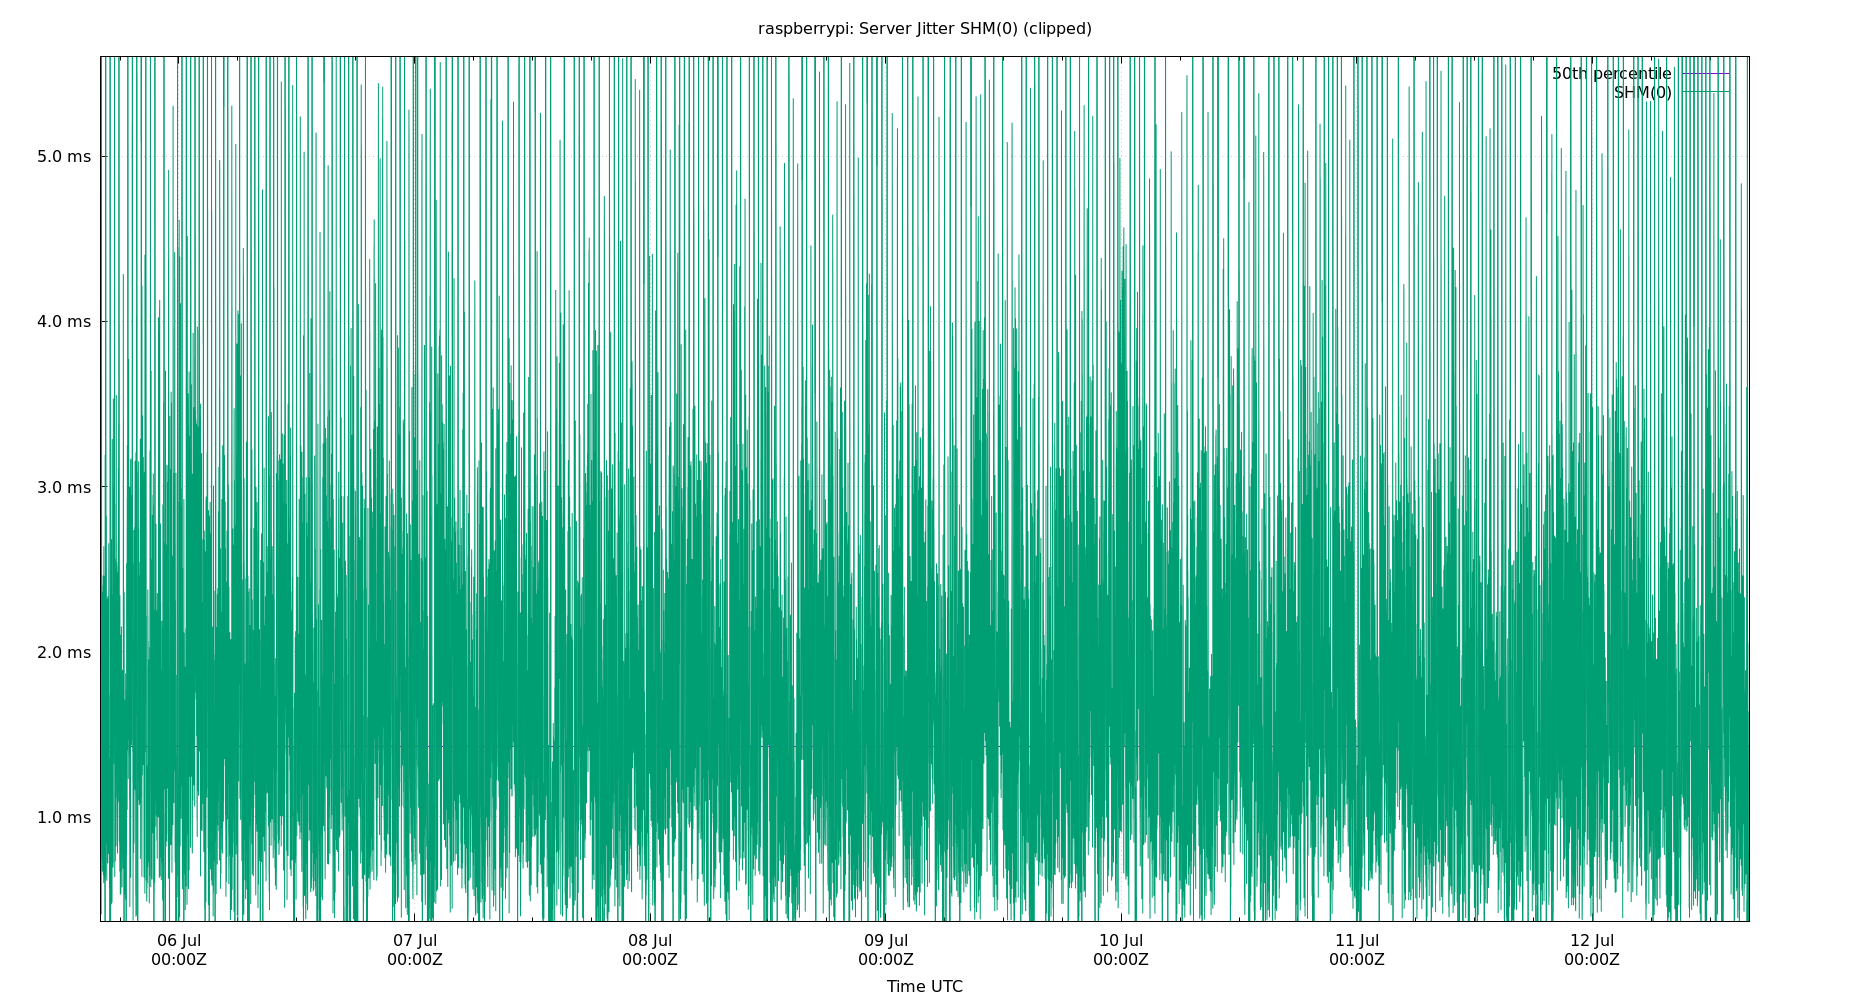 raspberrypi: Server Jitter SHM(0) (clipped)
50th percentile
SHM(0)
5.0 ms
4.0 ms
3.0 ms
2.0 ms
1.0 ms
06 Jul 07 Jul 08 Jul 09 Jul 10 Jul 11 Jul 12 Jul
00:00Z 00:00Z 00:00Z 00:00Z 00:00Z 00:00Z 00:00Z
Time UTC